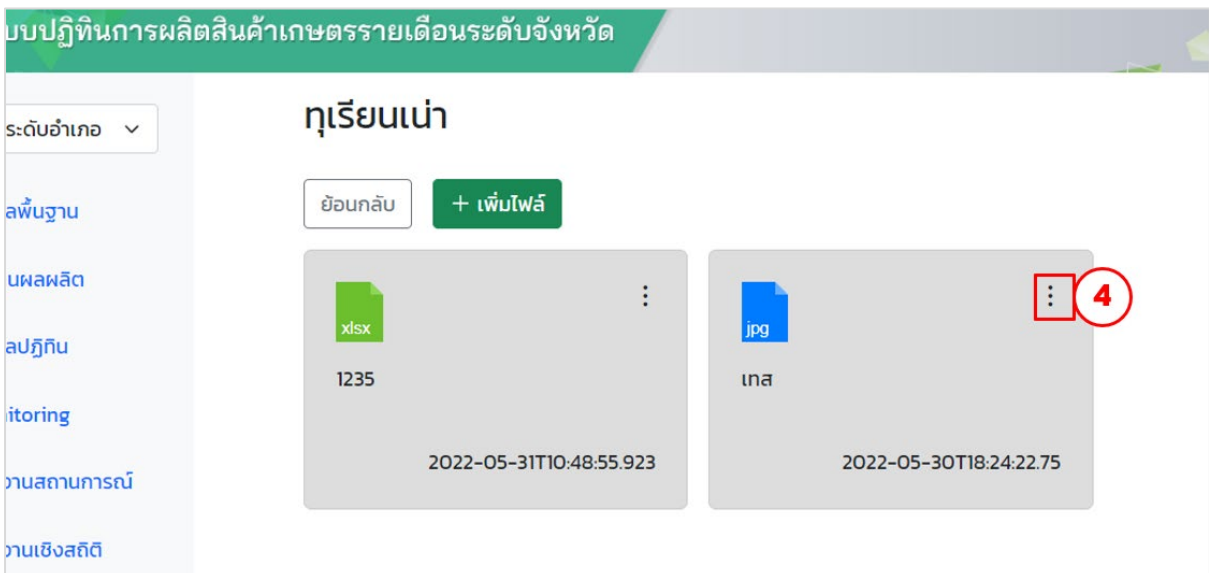 บบปฏิทินการผลิตสินค้าเกษตรรายเดือนระดับจังหวัด
ระดับอำเภอ
ทุเรียนเน่า
ย้อนกลับ
+ เพิ่มไฟล์
ลพื้นฐาน
นผลผลิต
ลปฏิทิน
itoring
งานสถานการณ์
งานเชิงสถิติ
xlsx
1235
2022-05-31T10:48:55.923
jpg
เทส
2022-05-30T18:24:22.75
4